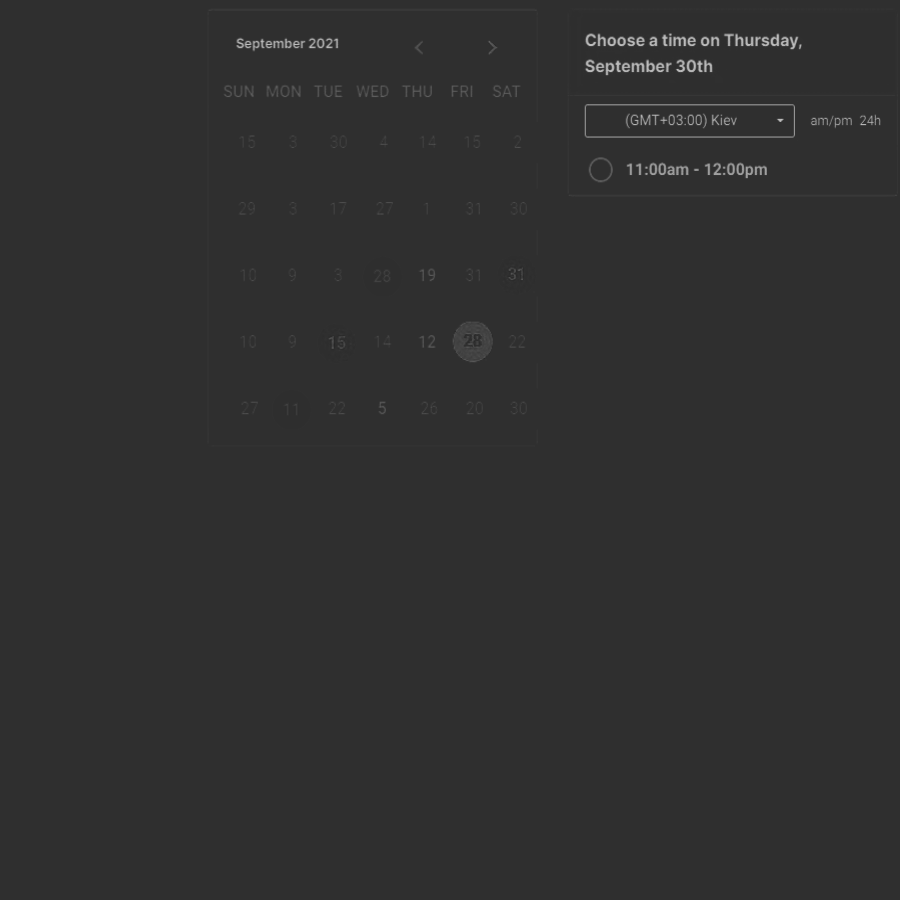 September 2021
SUN MON TUE WED THU FRI SAT
15 3 30 4 14 15 2
29 3 17 27 1 31 30
10 9 3 28 19 31 31
10 9 15 14 12 28 22
27 11 22 5 26 20 30
Choose a time on Thursday,
September 30th
(GMT+03:00) Kiev am/pm 24h
11:00am - 12:00pm